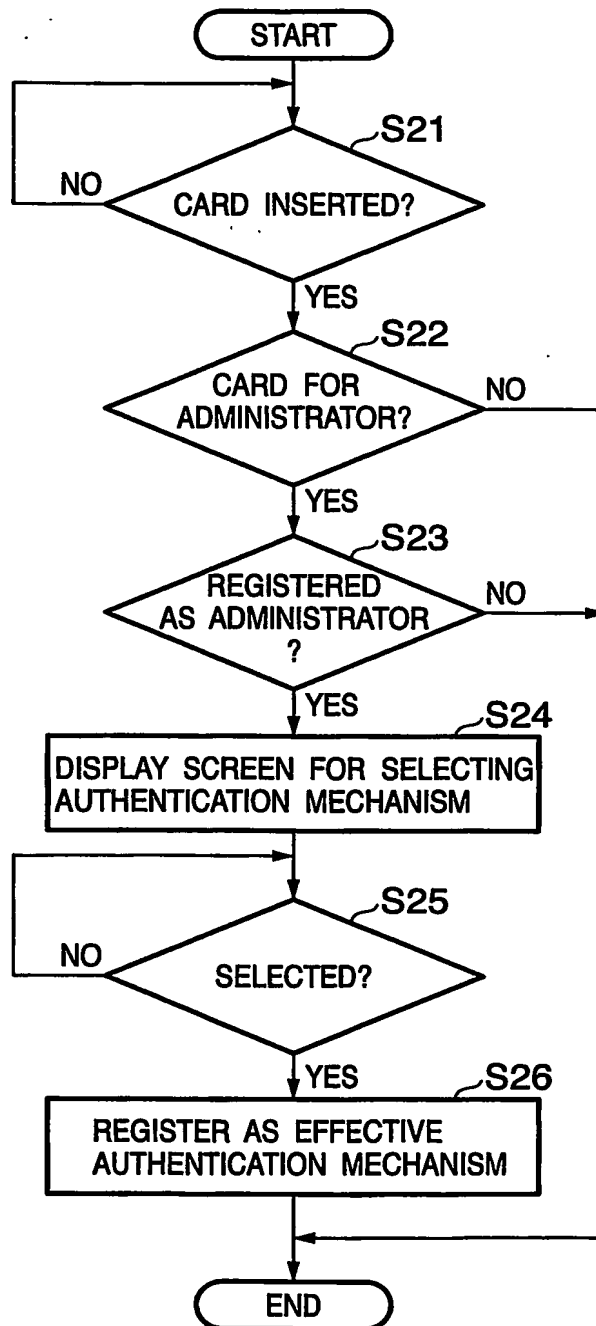 START
S21
NO
CARD INSERTED?
YES
S22
CARD FOR
ADMINISTRATOR?
NO
YES
S23
REGISTERED
AS ADMINISTRATOR
?
NO
YES
S24
DISPLAY SCREEN FOR SELECTING
AUTHENTICATION MECHANISM
S25
NO
SELECTED?
YES
S26
REGISTER AS EFFECTIVE
AUTHENTICATION MECHANISM
END